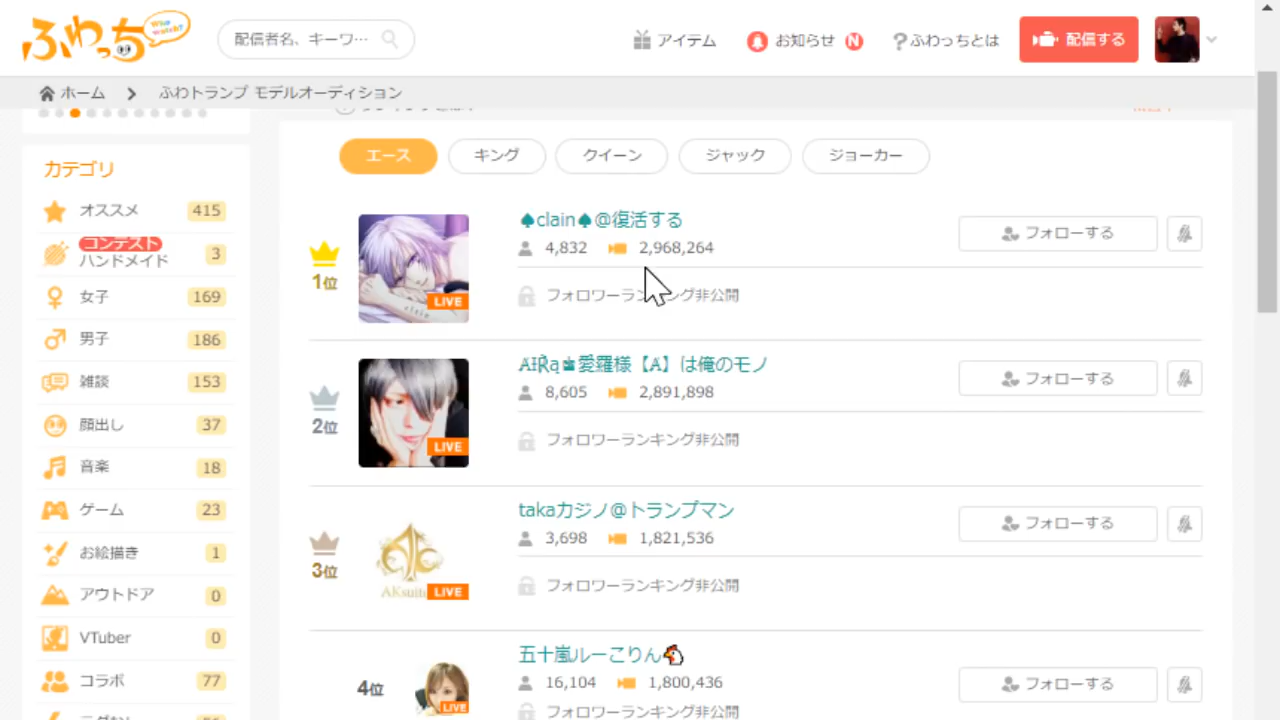 ふわっち
Who watch?
配信者名、キーワ…
アイテム
お知らせ N
?ふわっちとは
配信する
ホーム
ふわトランプ モデルオーディション
カテゴリ
オススメ 415
コンテスト
ハンドメイド 3
女子 169
男子 186
雑談 153
顔出し 37
音楽 18
ゲーム 23
お絵描き 1
アウトドア 0
VTuber 0
コラボ 77
エース
キング
クイーン
ジャック
ジョーカー
1位
LIVE
♠clain♠@復活する
4,832 2,968,264
フォロワーランキング非公開
フォローする
2位
LIVE
愛羅様【A】は俺のモノ
8,605 2,891,898
フォロワーランキング非公開
フォローする
3位
AKsuit
LIVE
takaカジノ@トランプマン
3,698 1,821,536
フォロワーランキング非公開
フォローする
4位
LIVE
五十嵐ルーこりん🐔
16,104 1,800,436
フォロワーランキング非公開
フォローする